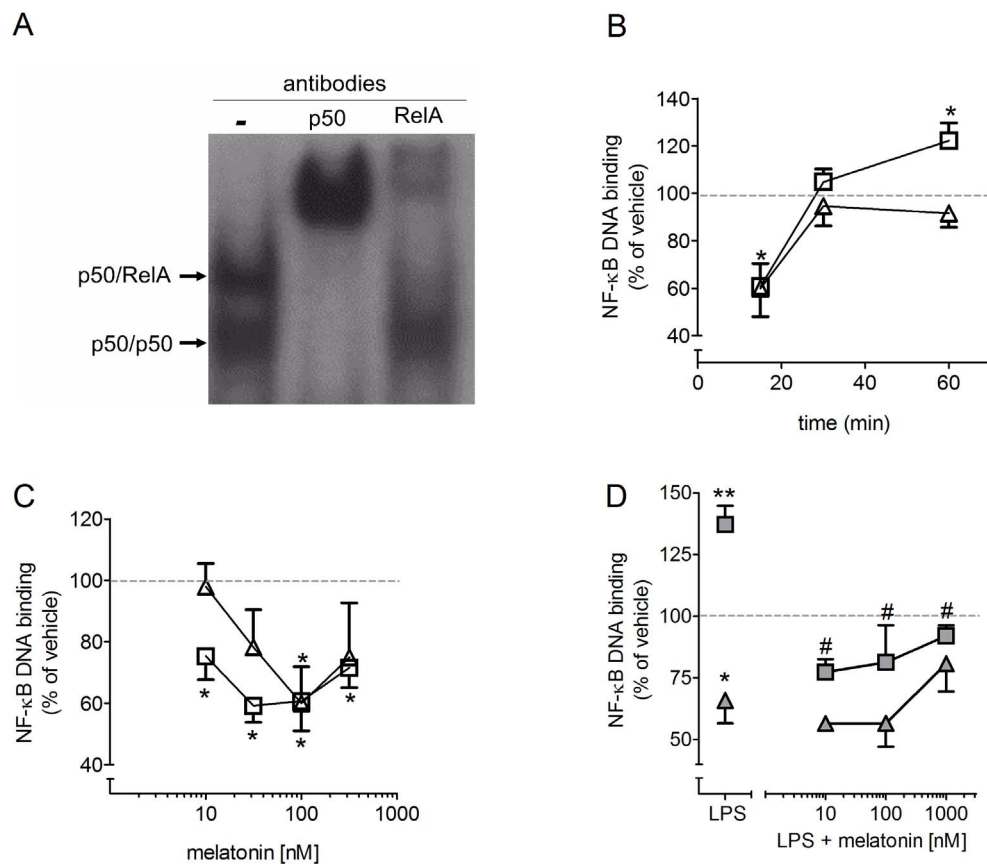 A
antibodies
- p50 RelA
p50/RelA
p50/p50
B
NF-κB DNA binding
(% of vehicle)
140
120
100
80
60
40
0 20 40 60
time (min)
*
*
C
NF-κB DNA binding
(% of vehicle)
120
100
80
60
40
10 100 1000
melatonin [nM]
*
*
*
*
*
D
NF-κB DNA binding
(% of vehicle)
150
125
100
75
50
**
*
#
#
#
LPS 10 100 1000
LPS + melatonin [nM]